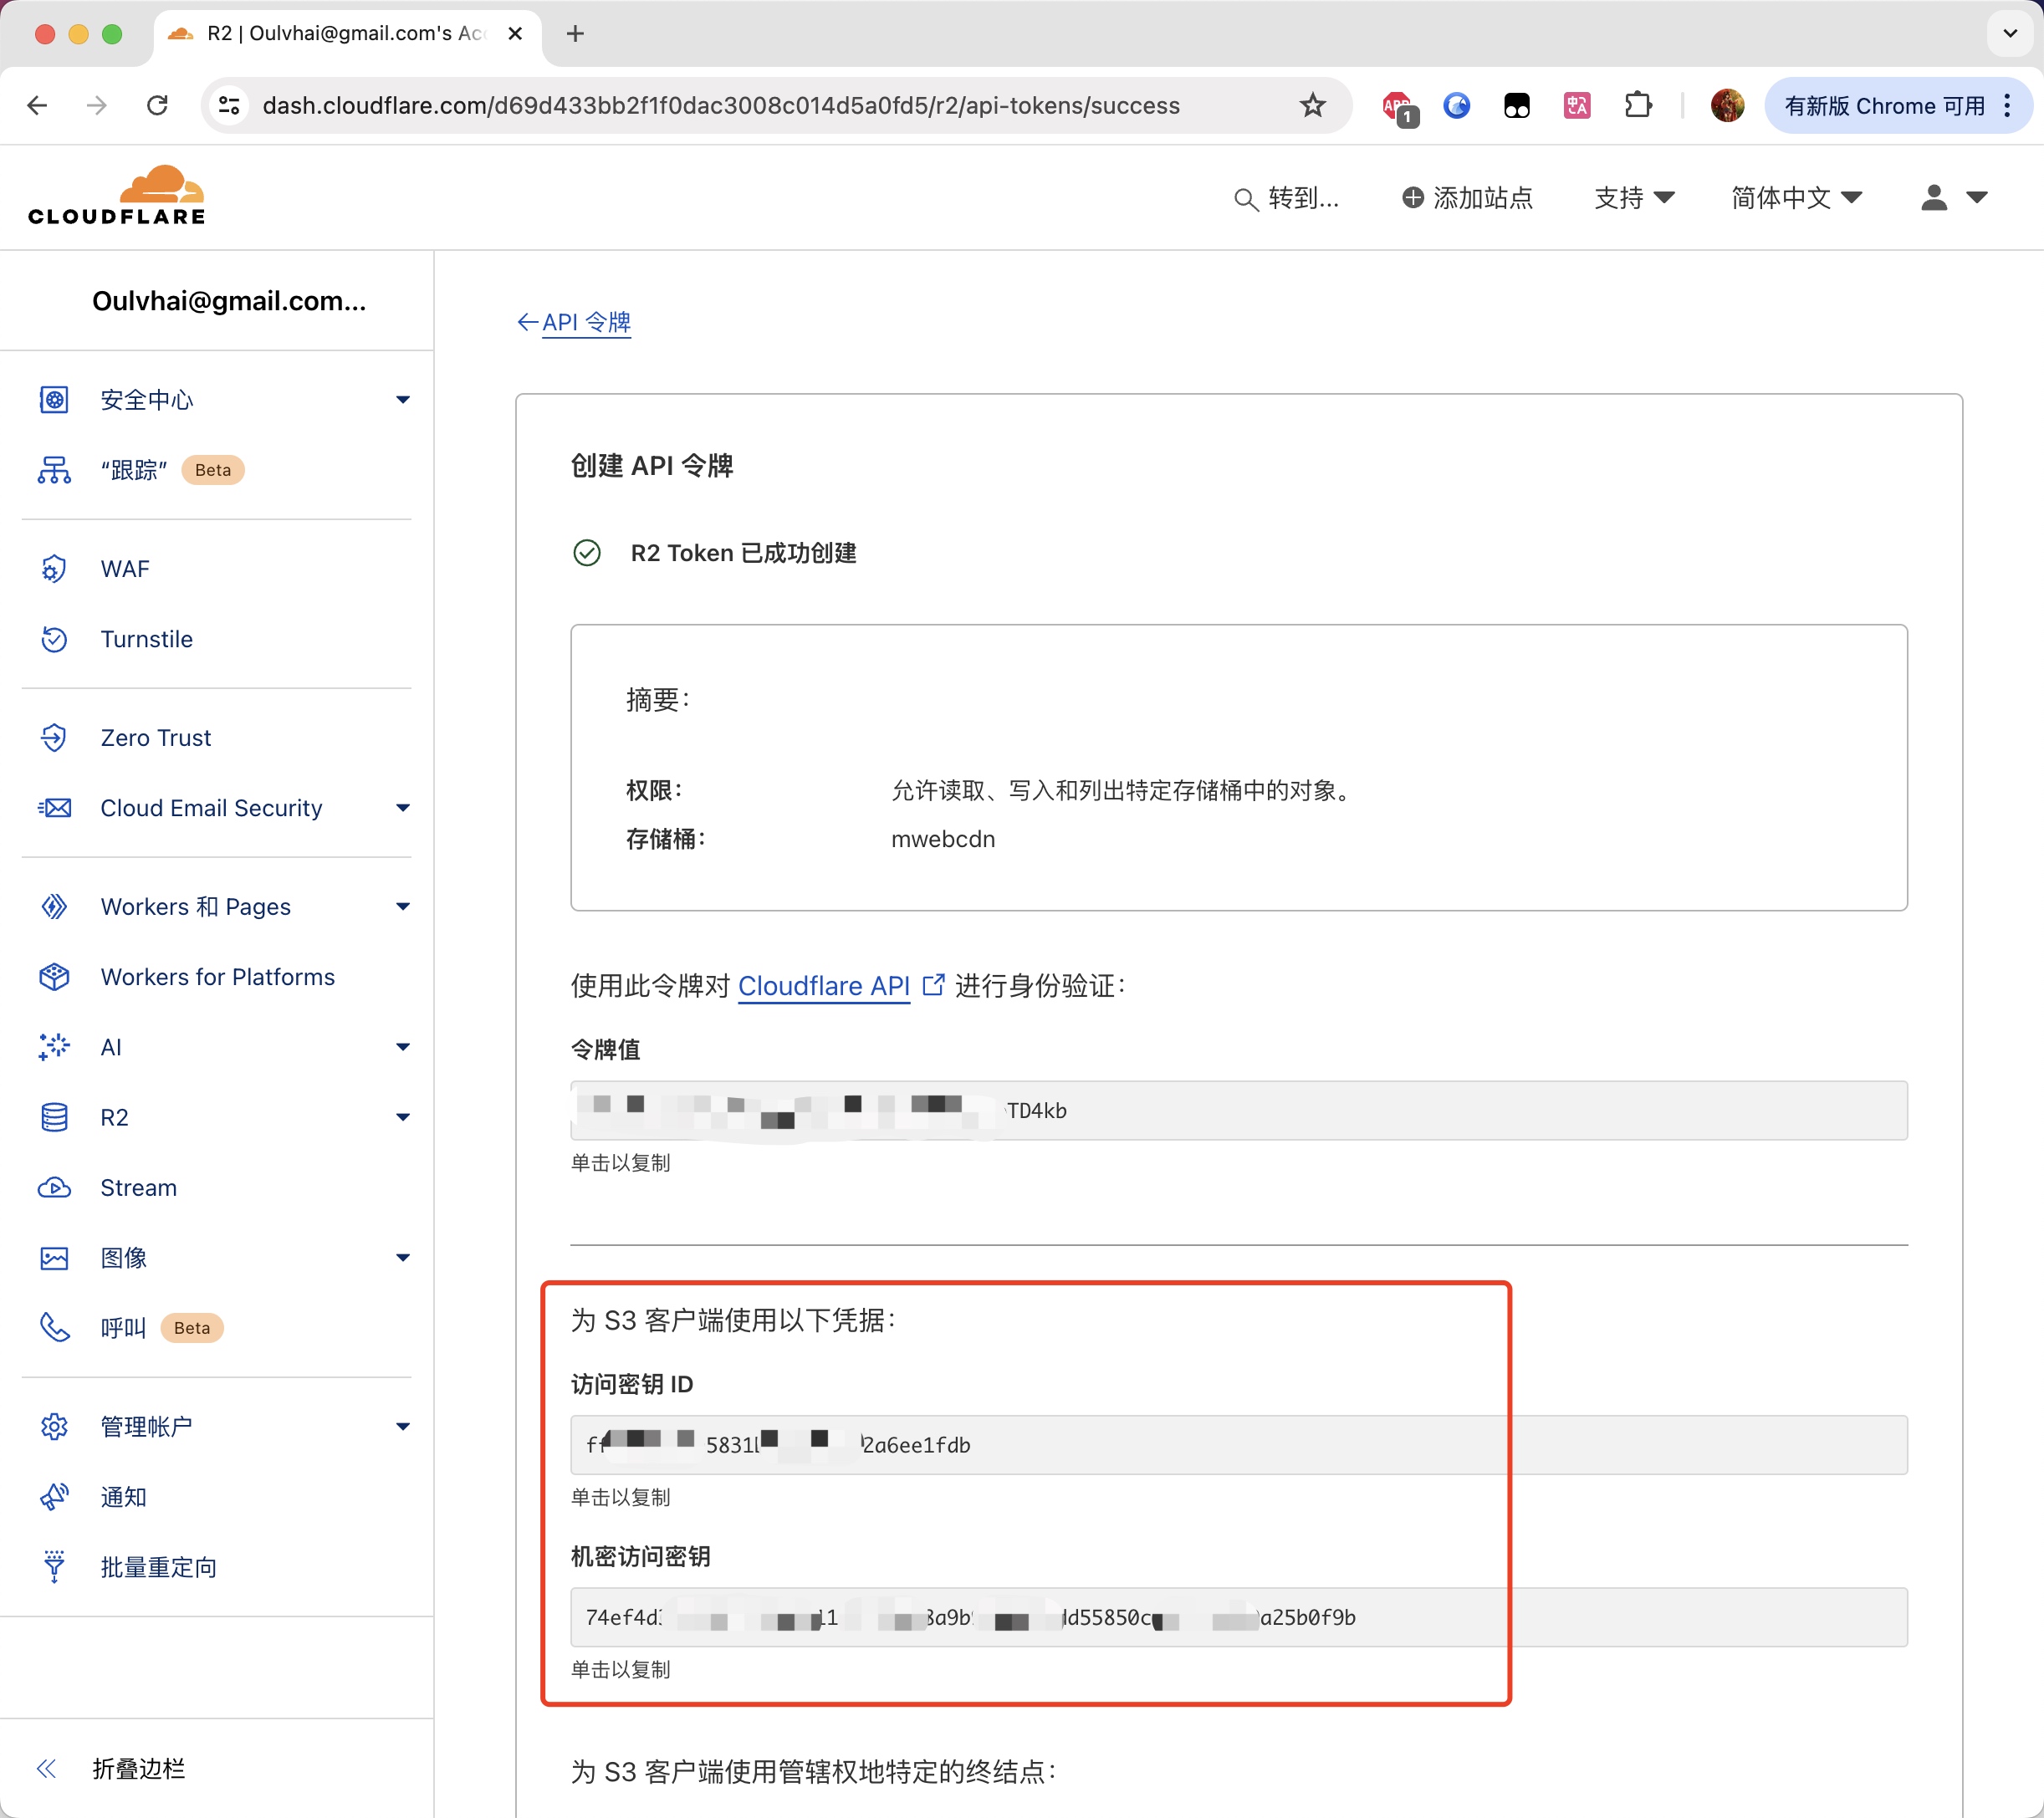 R2 | Oulvhai@gmail.com's Acc
dash.cloudflare.com/d69d433bb2f1f0dac3008c014d5a0fd5/r2/api-tokens/success
ABP
1
中A
有新版 Chrome 可用
CLOUDFLARE
转到...
添加站点
支持
简体中文
Oulvhai@gmail.com...
安全中心
“跟踪” Beta
WAF
Turnstile
Zero Trust
Cloud Email Security
Workers 和 Pages
Workers for Platforms
AI
R2
Stream
图像
呼叫 Beta
管理帐户
通知
批量重定向
折叠边栏
API 令牌
创建 API 令牌
R2 Token 已成功创建
摘要：
权限： 允许读取、写入和列出特定存储桶中的对象。
存储桶： mwebcdn
使用此令牌对 Cloudflare API 进行身份验证：
令牌值
TD4kb
单击以复制
为 S3 客户端使用以下凭据：
访问密钥 ID
5831 2a6ee1fdb
单击以复制
机密访问密钥
74ef4d 11 8a9b d55850c a25b0f9b
单击以复制
为 S3 客户端使用管辖权地特定的终结点：